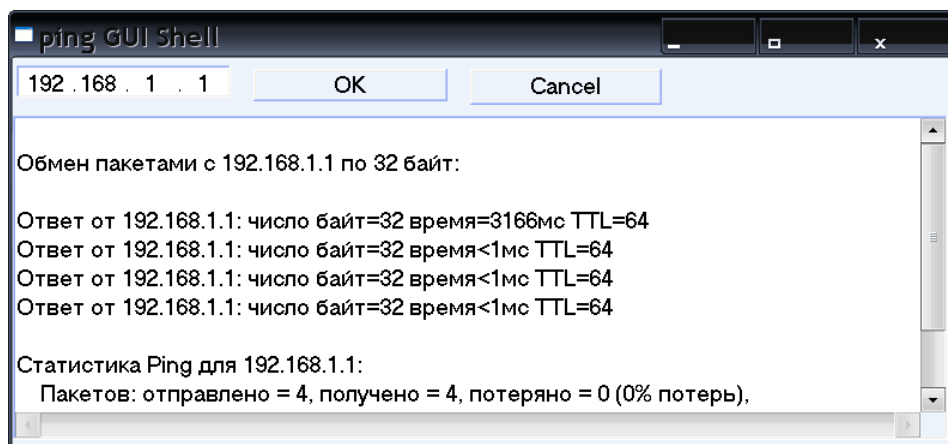 ping GUI Shell
192 . 168 . 1 . 1 OK Cancel
Обмен пакетами с 192.168.1.1 по 32 байт:
Ответ от 192.168.1.1: число байт=32 время=3166мс TTL=64
Ответ от 192.168.1.1: число байт=32 время<1мс TTL=64
Ответ от 192.168.1.1: число байт=32 время<1мс TTL=64
Ответ от 192.168.1.1: число байт=32 время<1мс TTL=64
Статистика Ping для 192.168.1.1:
Пакетов: отправлено = 4, получено = 4, потеряно = 0 (0% потерь),